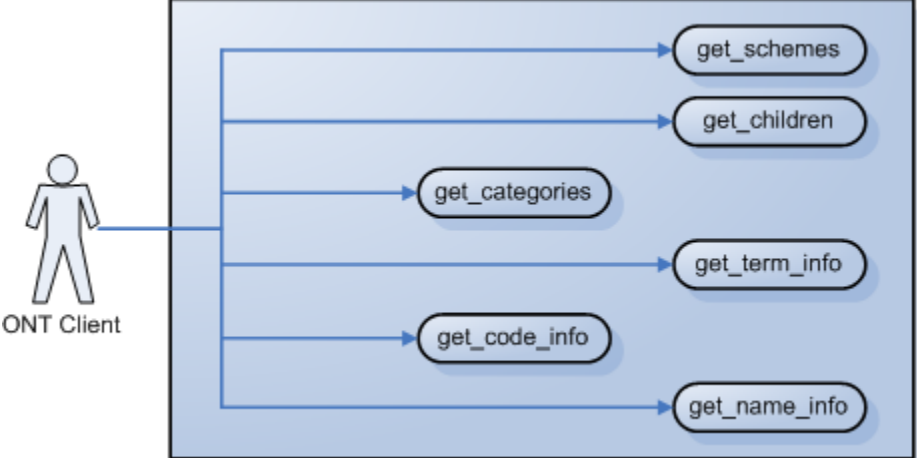 get_schemes
get_children
get_categories
get_term_info
ONT Client
get_code_info
get_name_info